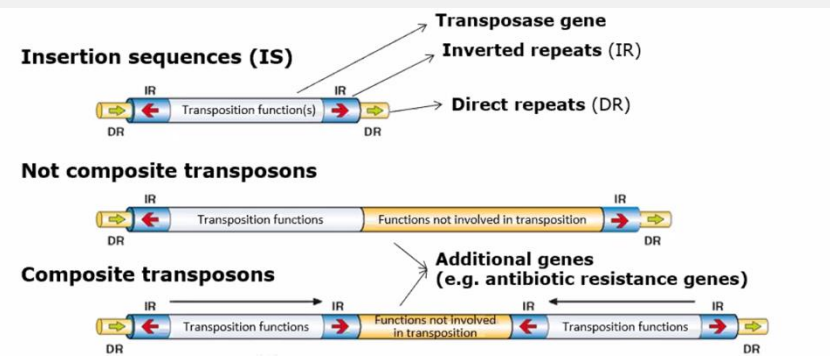 Transposase gene
Insertion sequences (IS)
Inverted repeats (IR)
IR IR
Transposition function(s)
Direct repeats (DR)
DR DR
Not composite transposons
IR IR
Transposition functions Functions not involved in transposition
DR DR
Additional genes
(e.g. antibiotic resistance genes)
Composite transposons
IR IR IR IR
Transposition functions Functions not involved in transposition Transposition functions
DR DR